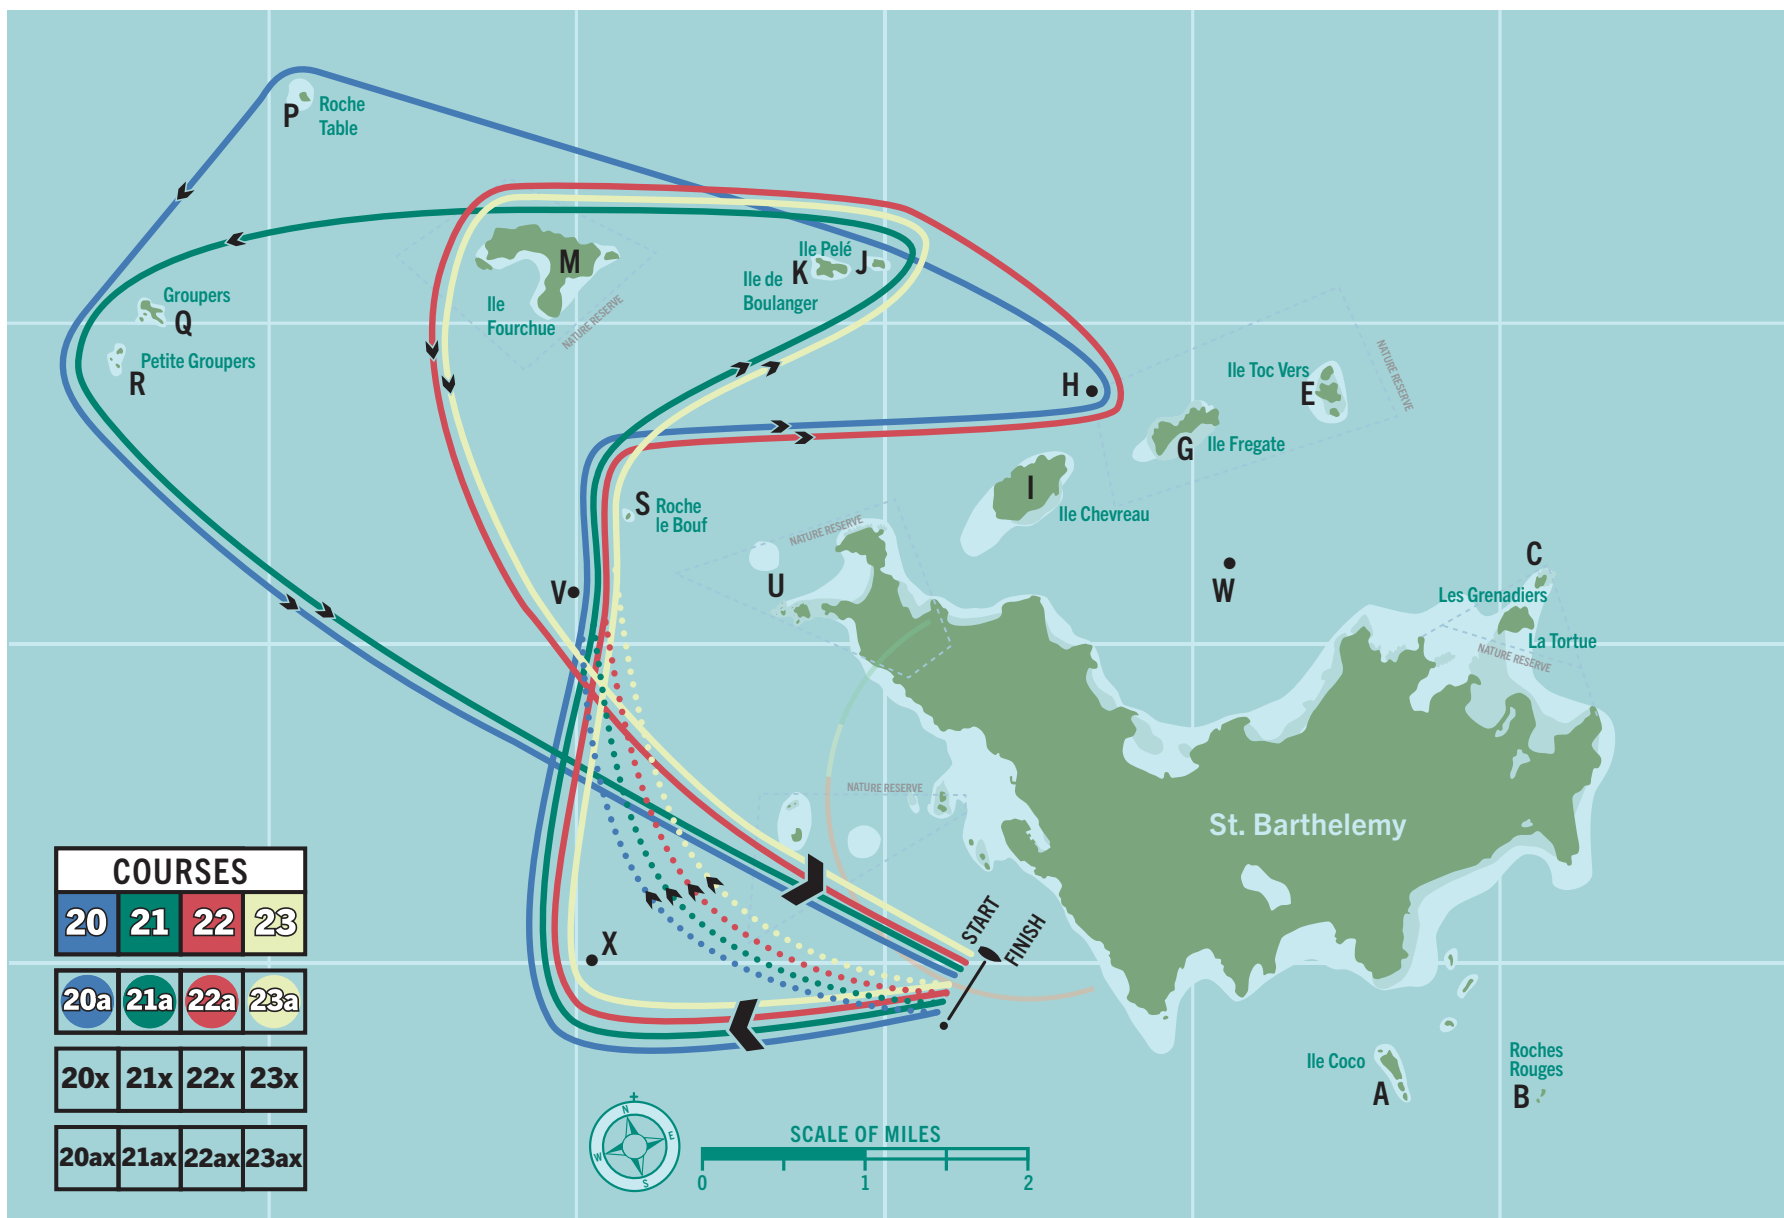 P
Roche
Table
Ile Pelé
K
J
Ile de
Boulanger
M
Ile
Fourchue
NATURE RESERVE
Groupers
Q
Petite Groupers
R
H
NATURE RESERVE
Ile Toc Vers
E
G
Ile Fregate
I
Ile Chevreau
S
Roche
le Bouf
NATURE RESERVE
U
V
W
C
Les Grenadiers
La Tortue
NATURE RESERVE
NATURE RESERVE
St. Barthelemy
COURSES
20 21 22 23
20a 21a 22a 23a
20x 21x 22x 23x
20ax 21ax 22ax 23ax
X
START
FINISH
Ile Coco
A
Roches
Rouges
B
N
E
S
W
SCALE OF MILES
0 1 2